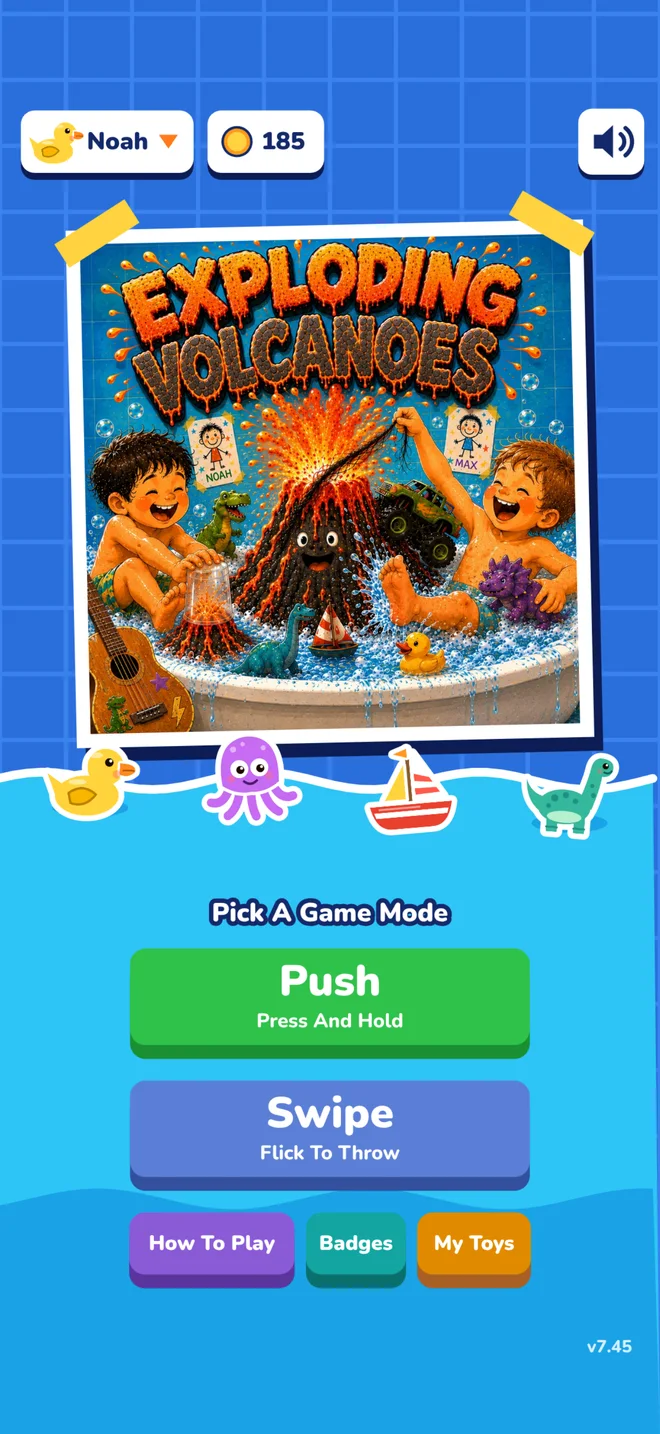 Noah
185
EXPLODING
VOLCANOES
NOAH
MAX
Pick A Game Mode
Push
Press And Hold
Swipe
Flick To Throw
How To Play
Badges
My Toys
v7.45